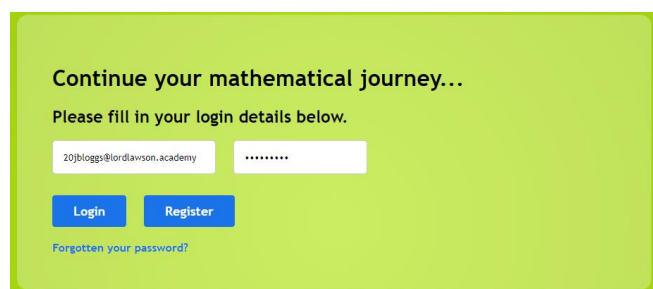 Continue your mathematical journey...
Please fill in your login details below.
20jbloggs@lordlawson.academy •••••••••
Login Register
Forgotten your password?